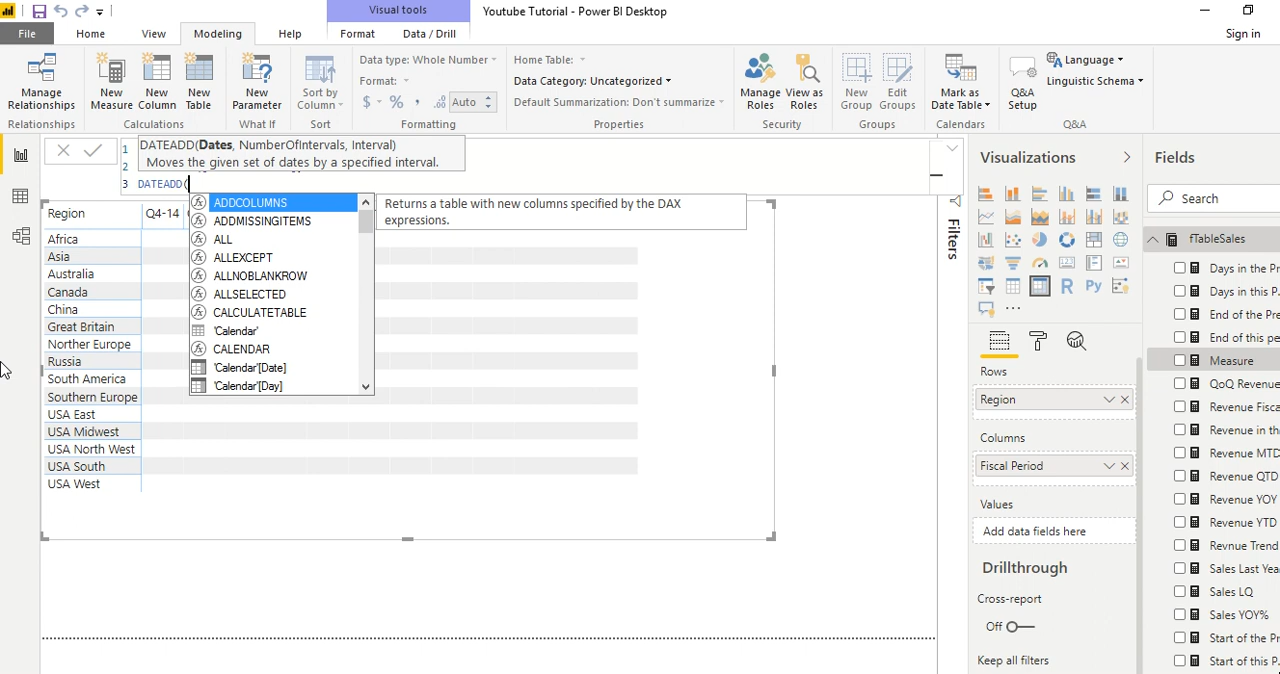 Visual tools
Youtube Tutorial - Power BI Desktop
File Home View Modeling Help Format Data / Drill Sign in
Manage Relationships
New Measure
New Column
New Table
New Parameter
Sort by Column
Data type: Whole Number
Format:
$ % , .00 Auto
Home Table:
Data Category: Uncategorized
Default Summarization: Don't summarize
Manage Roles
View as Roles
New Group
Edit Groups
Mark as Date Table
Q&A Setup
Language
Linguistic Schema
Relationships Calculations What If Sort Formatting Properties Security Groups Calendars Q&A
DATEADD(Dates, NumberOfIntervals, Interval)
Moves the given set of dates by a specified interval.
1
2
3 DATEADD(
ADDCOLUMNS
ADDMISSINGITEMS
ALL
ALLEXCEPT
ALLNOBLANKROW
ALLSELECTED
CALCULATETABLE
'Calendar'
CALENDAR
'Calendar'[Date]
'Calendar'[Day]
Returns a table with new columns specified by the DAX
expressions.
Region Q4-14
Africa
Asia
Australia
Canada
China
Great Britain
Norther Europe
Russia
South America
Southern Europe
USA East
USA Midwest
USA North West
USA South
USA West
Filters
Visualizations
R Py
Rows
Region
Columns
Fiscal Period
Values
Add data fields here
Drillthrough
Cross-report
Off
Keep all filters
Fields
Search
fTableSales
Days in the Pr
Days in this P.
End of the Pre
End of this pe
Measure
QoQ Revenue
Revenue Fisca
Revenue in th
Revenue MTD
Revenue QTD
Revenue YOY
Revenue YTD
Revnue Trend
Sales Last Yea
Sales LQ
Sales YOY%
Start of the Pr
Start of this P.